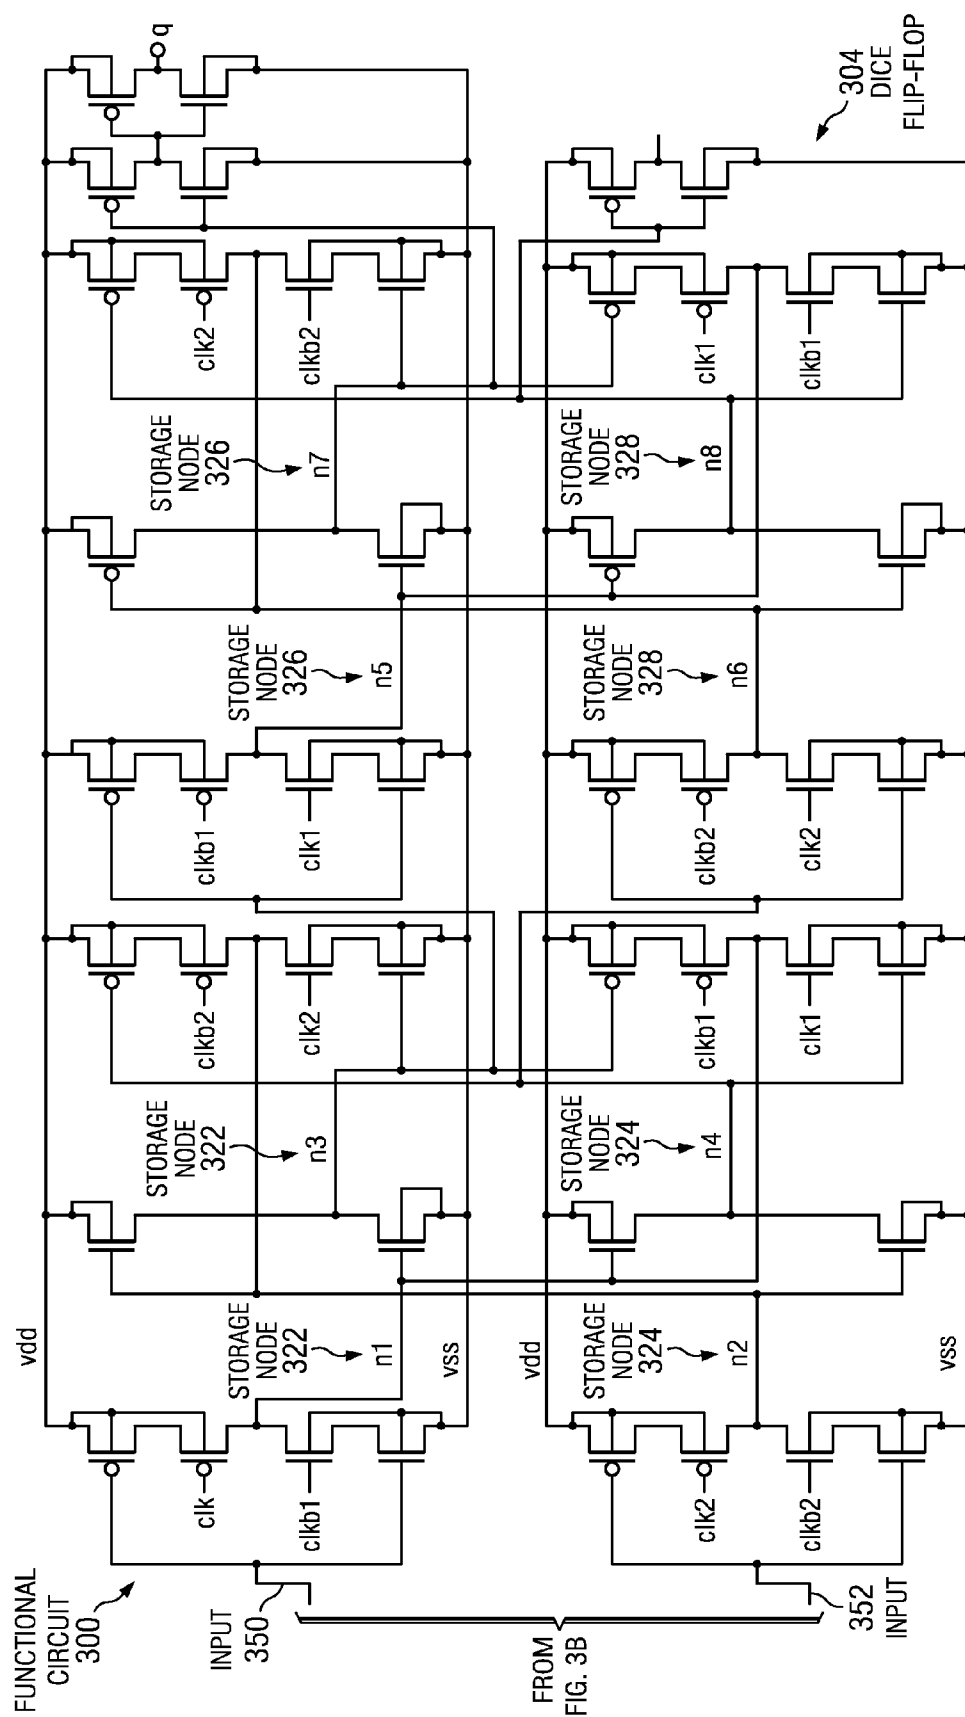 FUNCTIONAL
CIRCUIT
300
INPUT
350
FROM
FIG. 3B
352
INPUT
vdd
clk
clkb1
STORAGE
NODE
322
n1
vss
vdd
clk2
clkb2
STORAGE
NODE
324
n2
vss
STORAGE
NODE
322
n3
STORAGE
NODE
324
n4
clkb2
clk2
clkb1
clk1
clkb1
clk1
clkb2
clk2
STORAGE
NODE
326
n5
STORAGE
NODE
328
n6
STORAGE
NODE
326
n7
STORAGE
NODE
328
n8
clk2
clkb2
clk1
clkb1
q
304
DICE
FLIP-FLOP